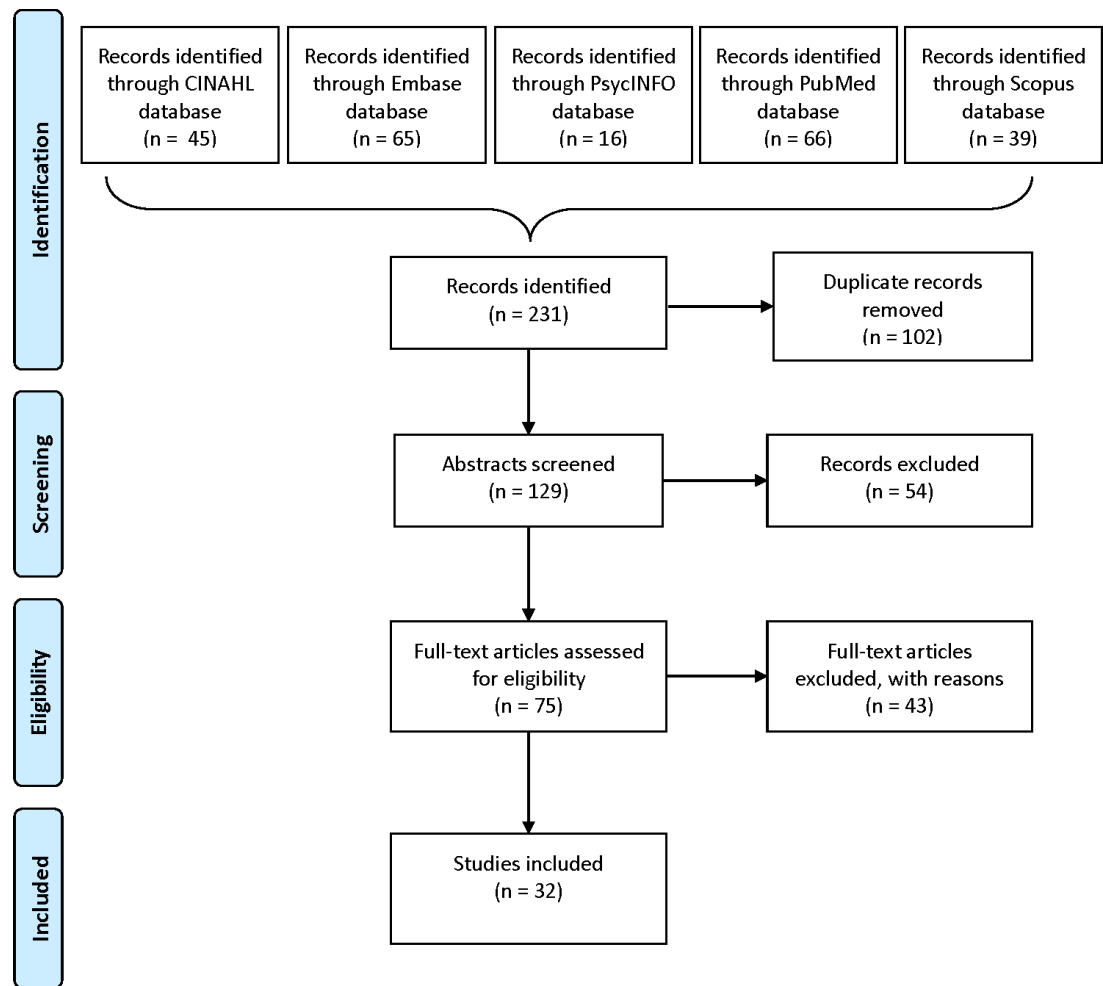 Identification
Records identified
through CINAHL
database
(n =  45)
Records identified
through Embase
database
(n = 65)
Records identified
through PsycINFO
database
(n = 16)
Records identified
through PubMed
database
(n = 66)
Records identified
through Scopus
database
(n = 39)
Records identified
(n = 231)
Duplicate records
removed
(n = 102)
Screening
Abstracts screened
(n = 129)
Records excluded
(n = 54)
Eligibility
Full-text articles assessed
for eligibility
(n = 75)
Full-text articles
excluded, with reasons
(n = 43)
Included
Studies included
(n = 32)